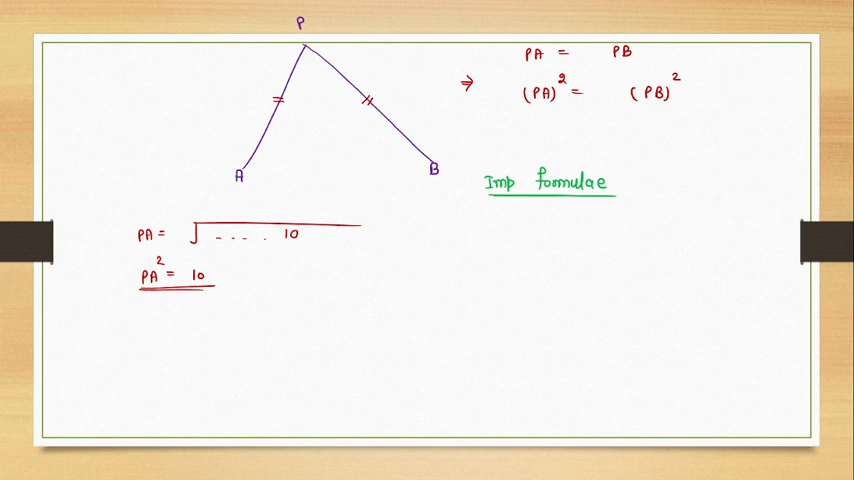 P
PA = PB
⇒ (PA)² = (PB)²
A B
Imp formulae
PA = √ - - - - . 10
PA² = 10